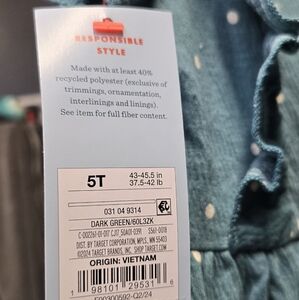 RESPONSIBLE
STYLE
Made with at least 40%
recycled polyester (exclusive of
trimmings, ornamentation,
interlinings and linings).
See item for full fiber content.
5T
43-45.5 in
37.5-42 lb
031 04 9314
DARK GREEN/60L3ZK
DIST. BY TARGET CORPORATION, MPLS, MN 55403
©2024 TARGET BRANDS, INC. SHOP TARGET.COM
ORIGIN: VIETNAM
1 98101 29531 6